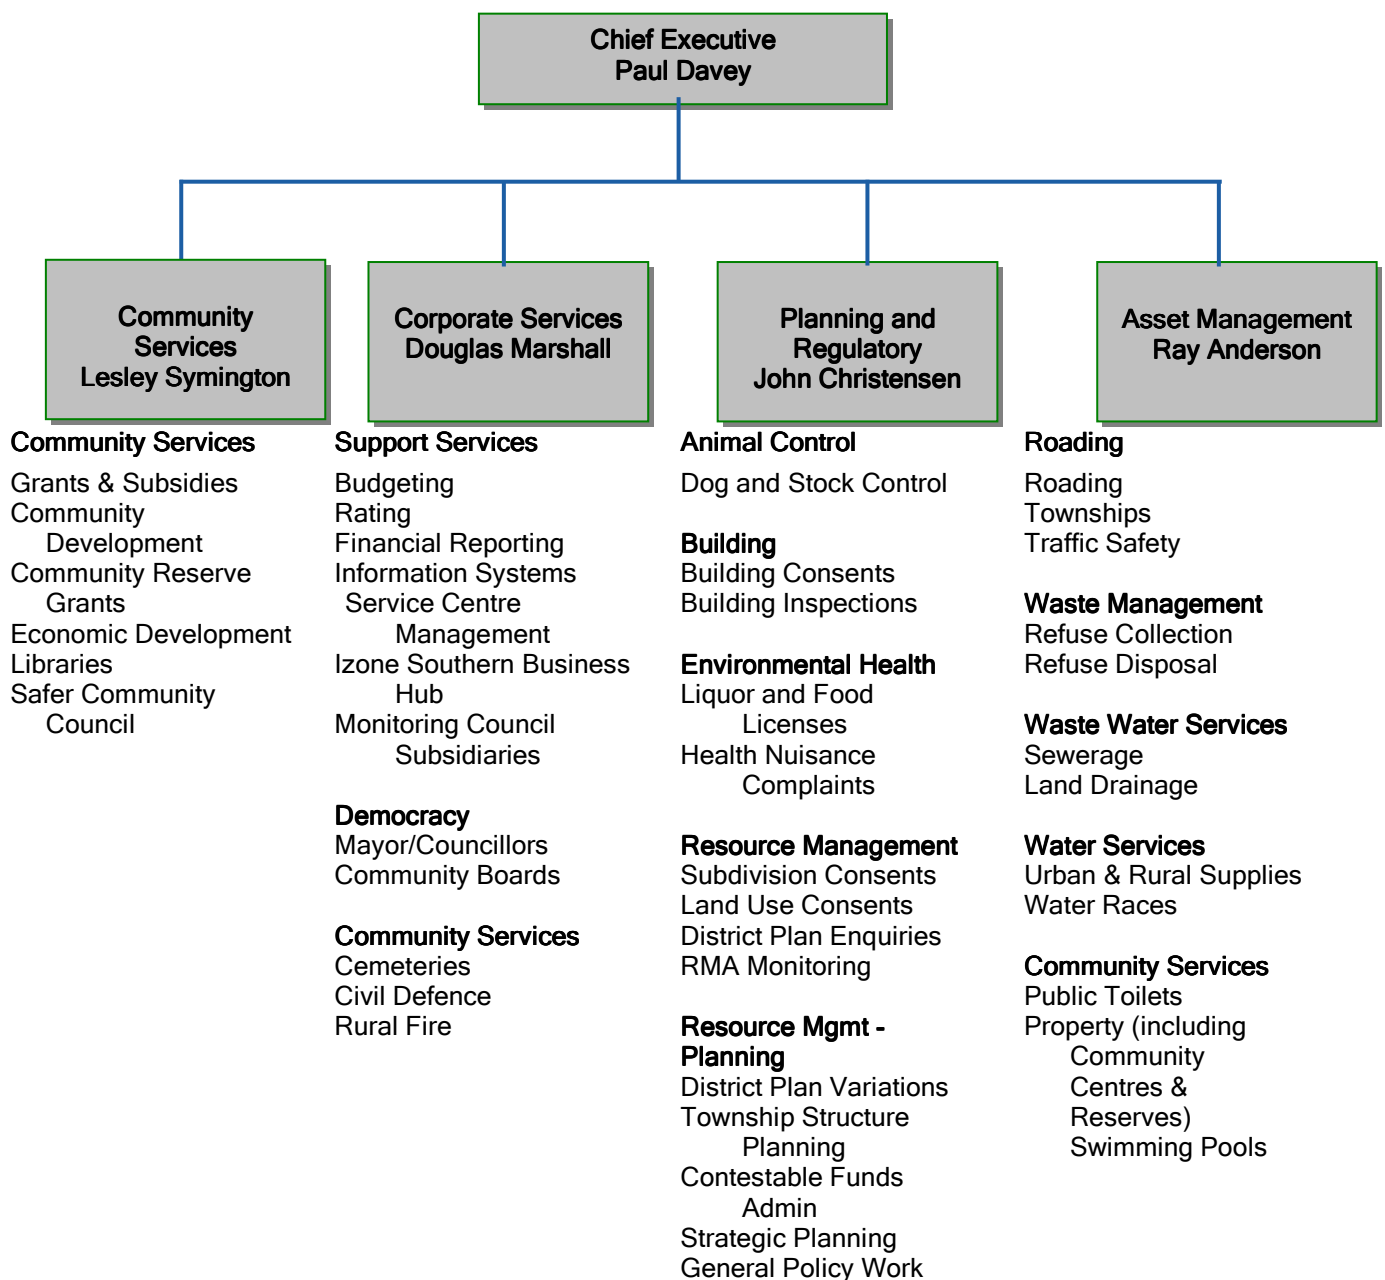 Chief Executive
Paul Davey
Community
Services
Lesley Symington
Corporate Services
Douglas Marshall
Planning and
Regulatory
John Christensen
Asset Management
Ray Anderson
Community Services
Grants & Subsidies
Community
Development
Community Reserve
Grants
Economic Development
Libraries
Safer Community
Council
Support Services
Budgeting
Rating
Financial Reporting
Information Systems
Service Centre
Management
Izone Southern Business
Hub
Monitoring Council
Subsidiaries
Democracy
Mayor/Councillors
Community Boards
Community Services
Cemeteries
Civil Defence
Rural Fire
Animal Control
Dog and Stock Control
Building
Building Consents
Building Inspections
Environmental Health
Liquor and Food
Licenses
Health Nuisance
Complaints
Resource Management
Subdivision Consents
Land Use Consents
District Plan Enquiries
RMA Monitoring
Resource Mgmt -
Planning
District Plan Variations
Township Structure
Planning
Contestable Funds
Admin
Strategic Planning
General Policy Work
Roading
Roading
Townships
Traffic Safety
Waste Management
Refuse Collection
Refuse Disposal
Waste Water Services
Sewerage
Land Drainage
Water Services
Urban & Rural Supplies
Water Races
Community Services
Public Toilets
Property (including
Community
Centres &
Reserves)
Swimming Pools